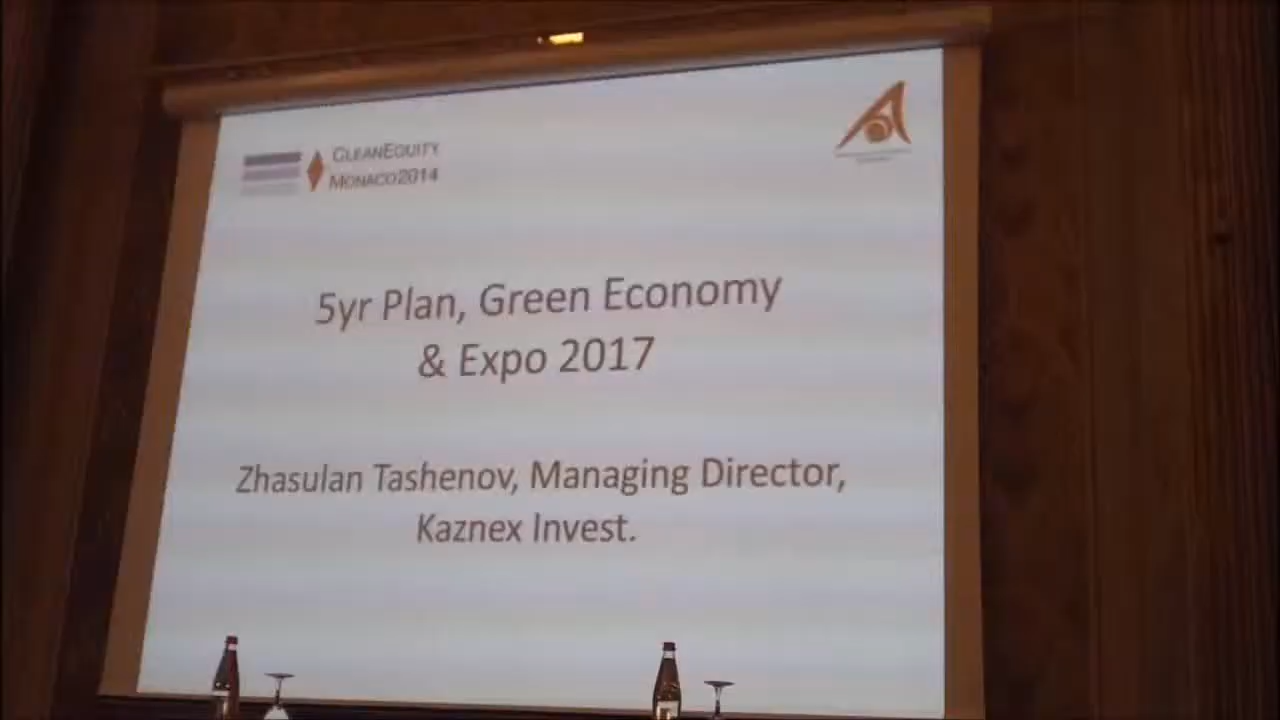 CLEANEQUITY
MONACO2014
5yr Plan, Green Economy
& Expo 2017
Zhasulan Tashenov, Managing Director,
Kaznex Invest.